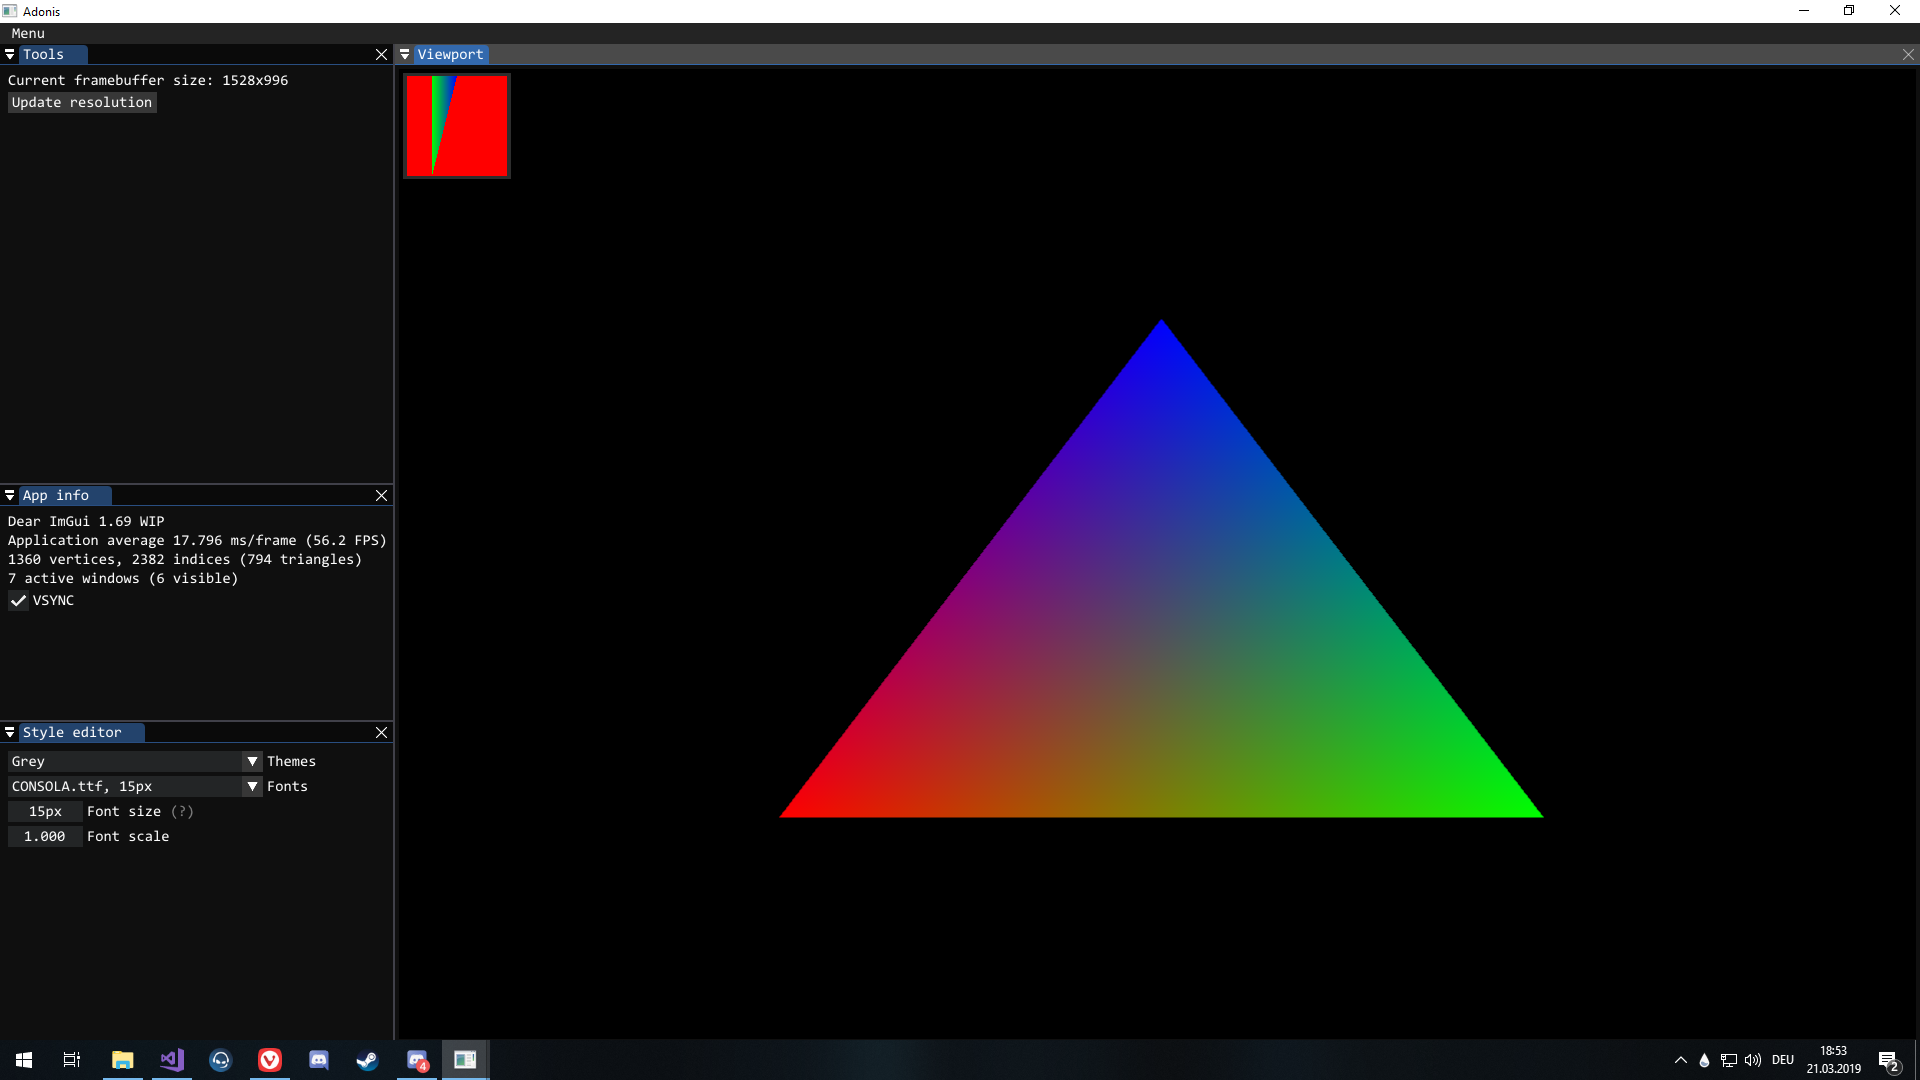 Adonis
Menu
Tools
Current framebuffer size: 1528x996
Update resolution
App info
Dear ImGui 1.69 WIP
Application average 17.796 ms/frame (56.2 FPS)
1360 vertices, 2382 indices (794 triangles)
7 active windows (6 visible)
VSYNC
Style editor
Grey Themes
CONSOLA.ttf, 15px Fonts
15px Font size (?)
1.000 Font scale
Viewport
4
DEU
18:53
21.03.2019
2